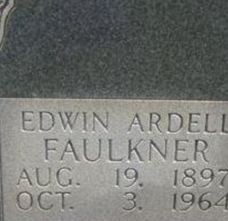 EDWIN ARDELL
FAULKNER
AUG. 19, 1897
OCT. 3, 1964